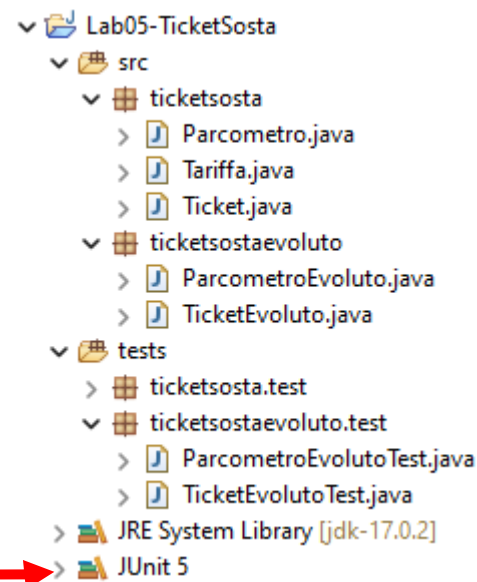 Lab05-TicketSosta
src
ticketsosta
Parcometro.java
Tariffa.java
Ticket.java
ticketsostaevoluto
ParcometroEvoluto.java
TicketEvoluto.java
tests
ticketsosta.test
ticketsostaevoluto.test
ParcometroEvolutoTest.java
TicketEvolutoTest.java
JRE System Library [jdk-17.0.2]
JUnit 5